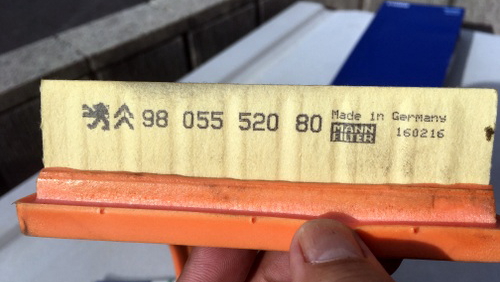 98 055 520 80
Made in Germany
MANN
FILTER
160216